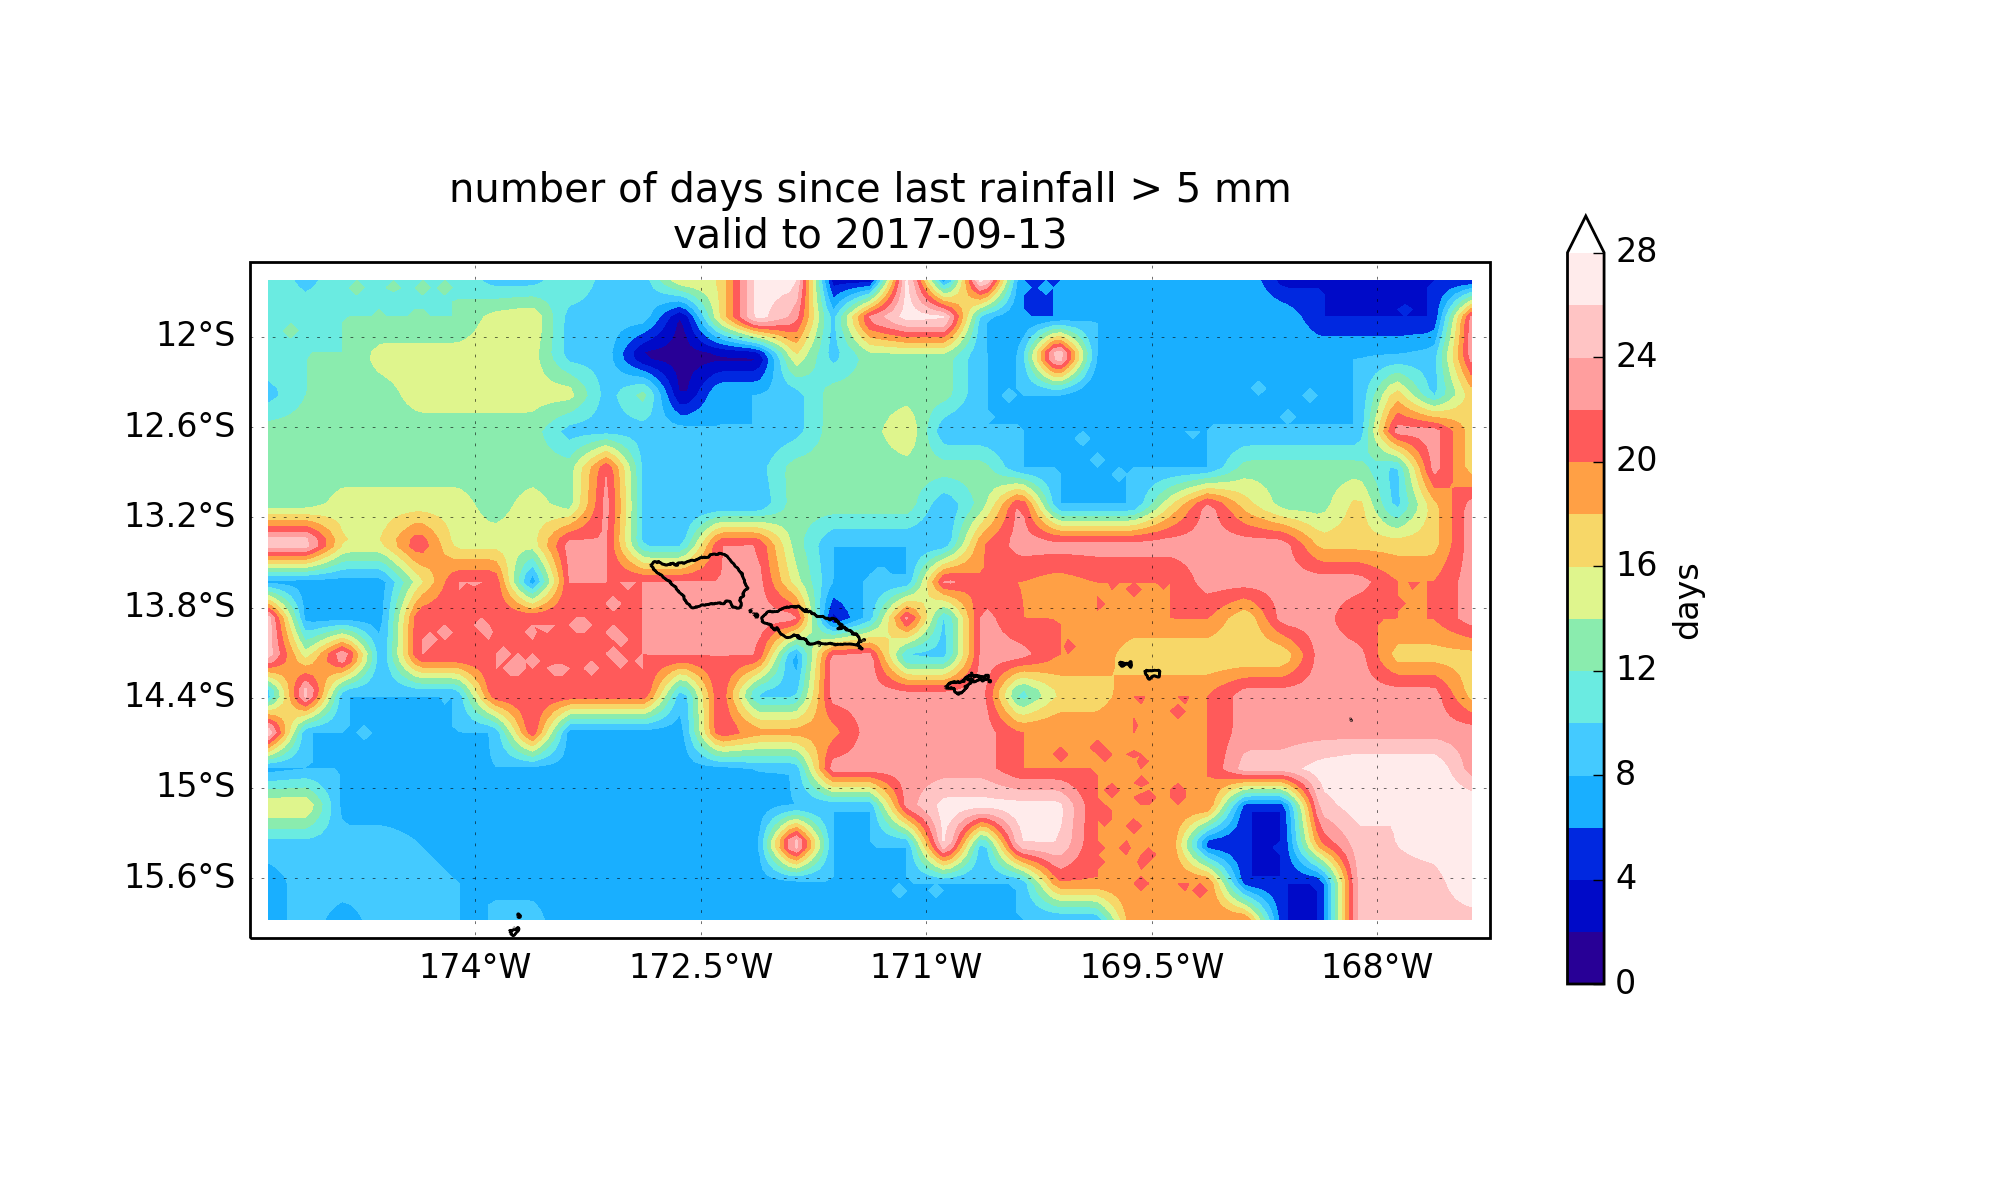 number of days since last rainfall > 5 mm
valid to 2017-09-13
12°S
12.6°S
13.2°S
13.8°S
14.4°S
15°S
15.6°S
174°W
172.5°W
171°W
169.5°W
168°W
28
24
20
16
12
8
4
0
days